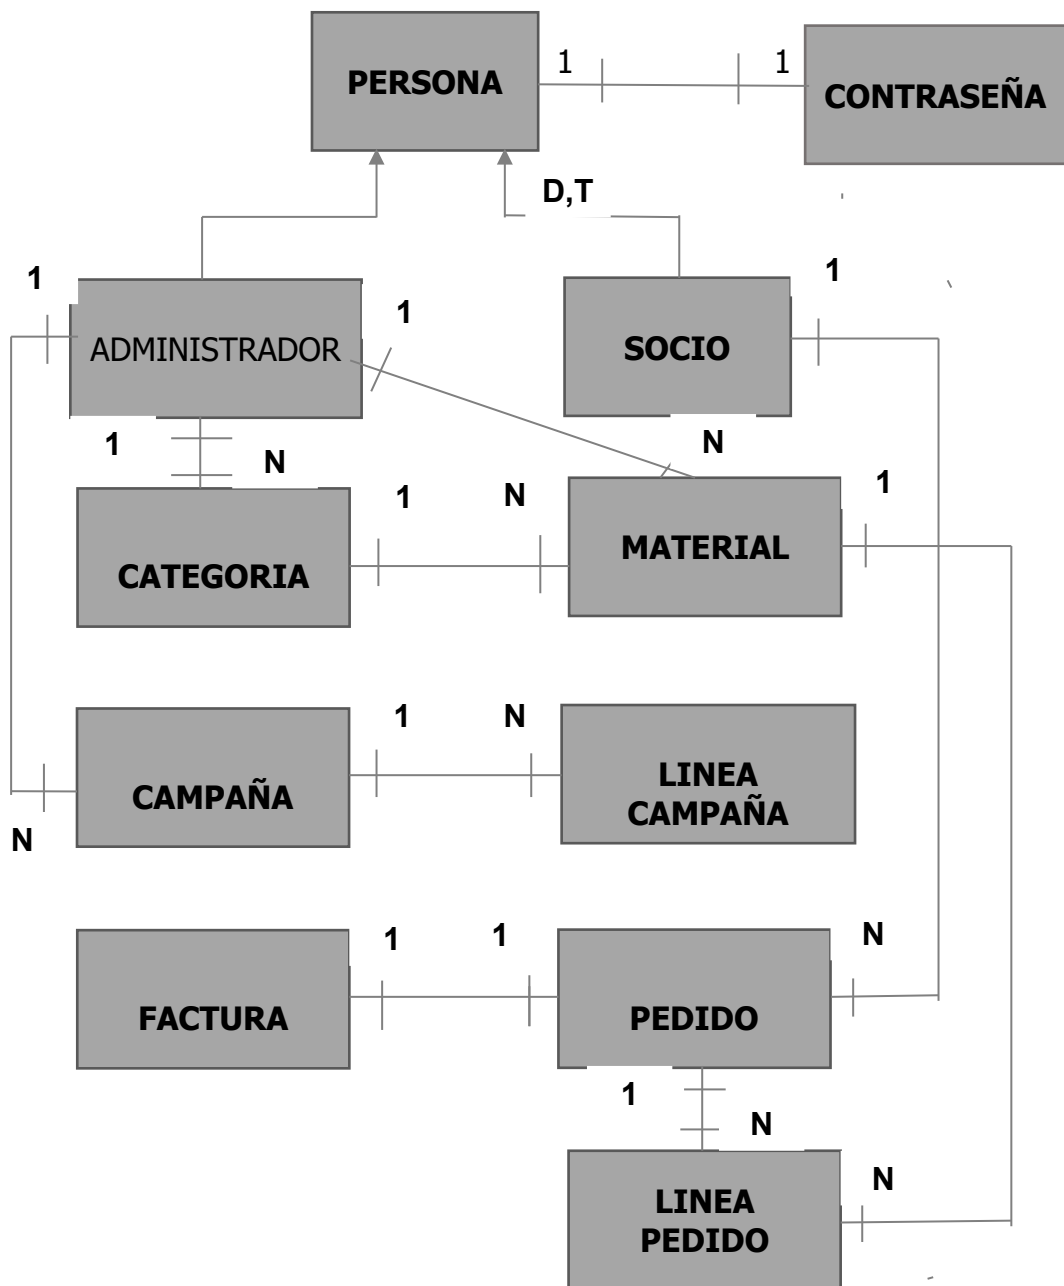 PERSONA
1
1
CONTRASEÑA
D,T
1
ADMINISTRADOR
1
SOCIO
1
1
N
N
CATEGORIA
1
N
MATERIAL
1
CAMPAÑA
1
N
LINEA
CAMPAÑA
N
FACTURA
1
1
PEDIDO
N
1
N
LINEA
PEDIDO
N